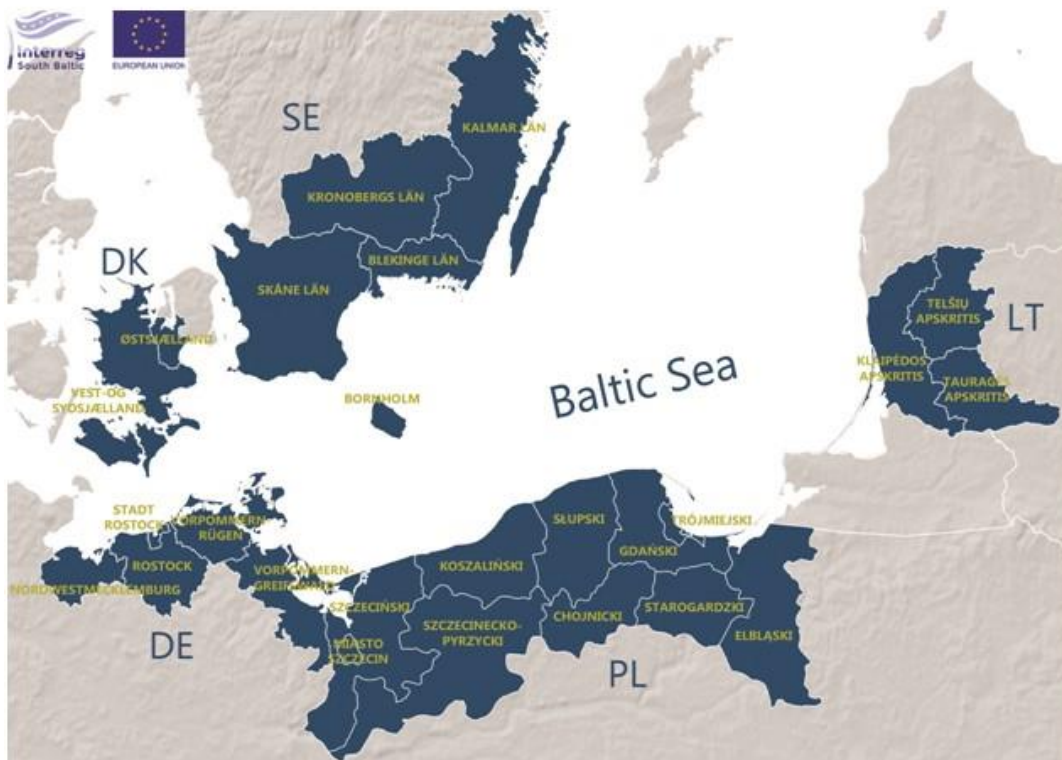 Interreg
South Baltic
EUROPEAN UNION
SE
KALMAR LÄN
KRONOBERGS LÄN
BLEKINGE LÄN
SKÅNE LÄN
DK
ØSTSJÆLLAND
VEST-OG
SYDSJÆLLAND
BORNHOLM
Baltic Sea
TELŠIŲ
APSKRITIS
LT
KLAIPĖDOS
APSKRITIS
TAURAGĖS
APSKRITIS
STADT
ROSTOCK
VORPOMMERN-
RÜGEN
ROSTOCK
NORDWESTMECKLEMBURG
VORPOMMERN-
GREIFSWALD
DE
SŁUPSKI
TRÓJMIEJSKI
GDAŃSKI
KOSZALIŃSKI
SZCZECIŃSKI
SZCZECINECKO-
PYRZYCKI
CHOJNICKI
STAROGARDZKI
ELBLĄSKI
MIASTO
SZCZECIN
PL